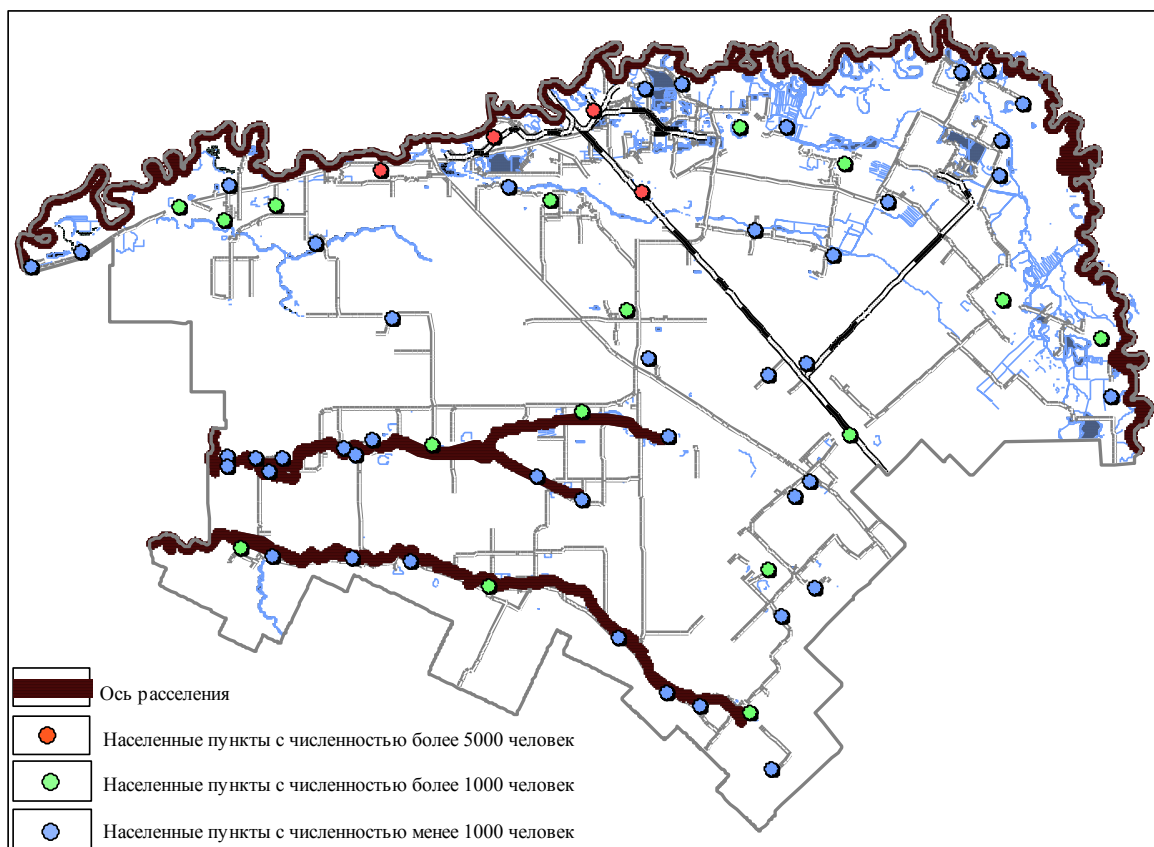 Ось расселения
Населенные пункты с численностью более 5000 человек
Населенные пункты с численностью более 1000 человек
Населенные пункты с численностью менее 1000 человек